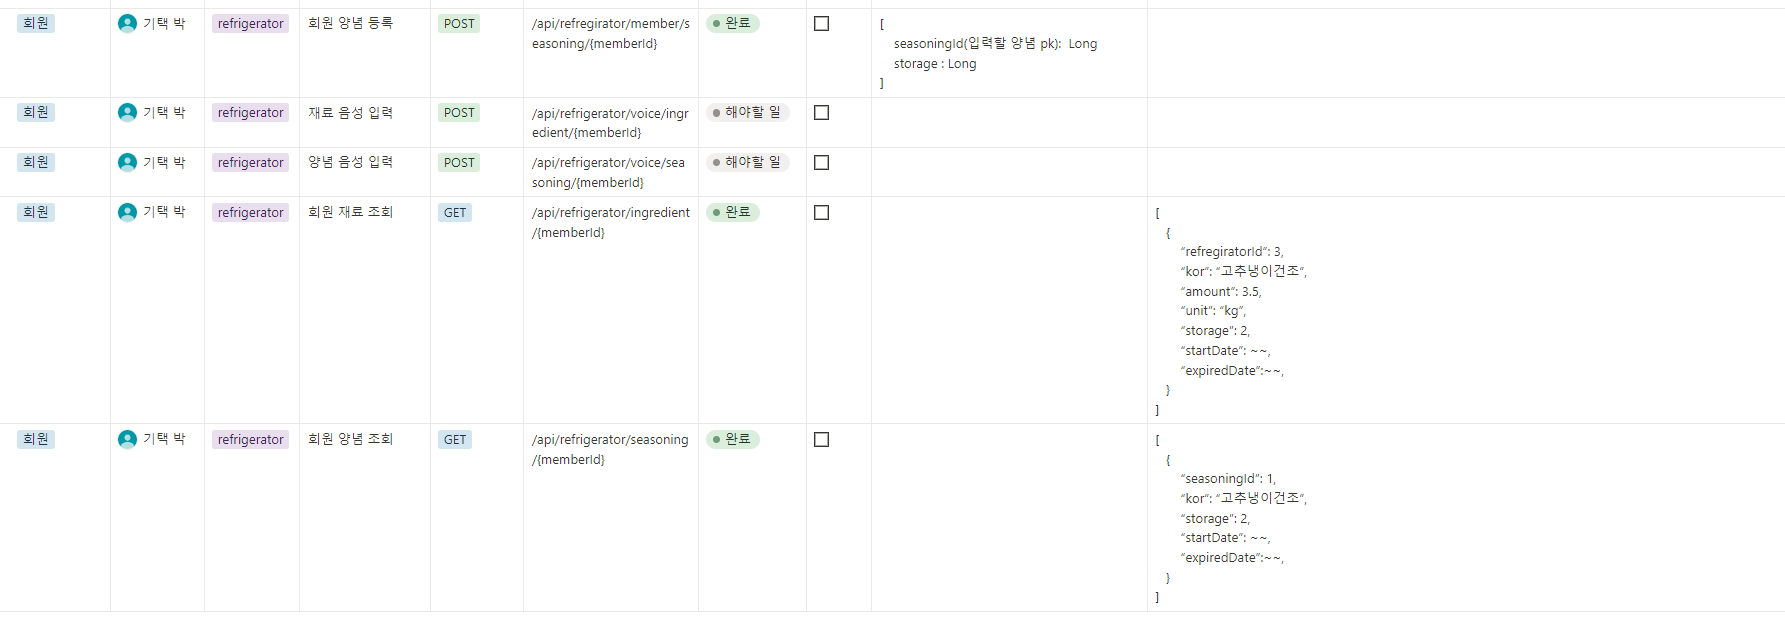 회원
기택 박
refrigerator
회원 양념 등록
POST
/api/refregirator/member/s
easoning/{memberId}
완료
[
seasoningId(입력할 양념 pk): Long
storage : Long
]
회원
기택 박
refrigerator
재료 음성 입력
POST
/api/refrigerator/voice/ingr
edient/{memberId}
해야할 일
회원
기택 박
refrigerator
양념 음성 입력
POST
/api/refrigerator/voice/sea
soning/{memberId}
해야할 일
회원
기택 박
refrigerator
회원 재료 조회
GET
/api/refrigerator/ingredient
/{memberId}
완료
[
{
“refregiratorId”: 3,
“kor”: “고추냉이건조”,
“amount”: 3.5,
“unit”: “kg”,
“storage”: 2,
“startDate”: ~~,
“expiredDate”:~~,
}
]
회원
기택 박
refrigerator
회원 양념 조회
GET
/api/refrigerator/seasoning
/{memberId}
완료
[
{
“seasoningId”: 1,
“kor”: “고추냉이건조”,
“storage”: 2,
“startDate”: ~~,
“expiredDate”:~~,
}
]